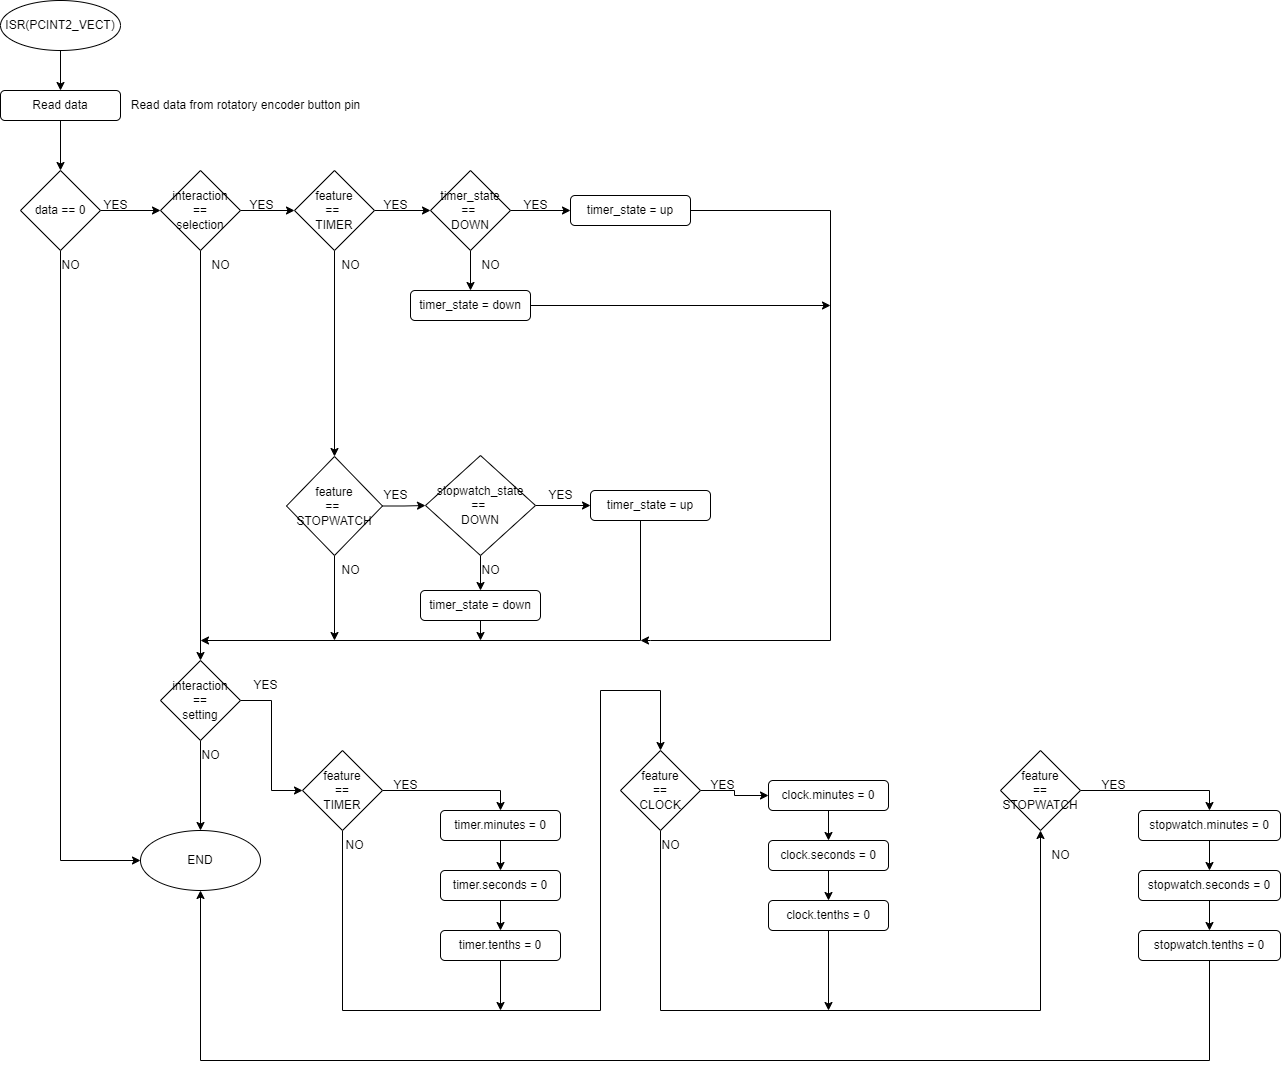 ISR(PCINT2_VECT)
Read data
Read data from rotatory encoder button pin
data == 0
YES
NO
interaction
==
selection
YES
NO
feature
==
TIMER
YES
NO
timer_state
==
DOWN
YES
NO
timer_state = up
timer_state = down
feature
==
STOPWATCH
YES
NO
stopwatch_state
==
DOWN
YES
NO
timer_state = up
timer_state = down
interaction
==
setting
YES
NO
END
feature
==
TIMER
YES
NO
timer.minutes = 0
timer.seconds = 0
timer.tenths = 0
feature
==
CLOCK
YES
NO
clock.minutes = 0
clock.seconds = 0
clock.tenths = 0
feature
==
STOPWATCH
YES
NO
stopwatch.minutes = 0
stopwatch.seconds = 0
stopwatch.tenths = 0